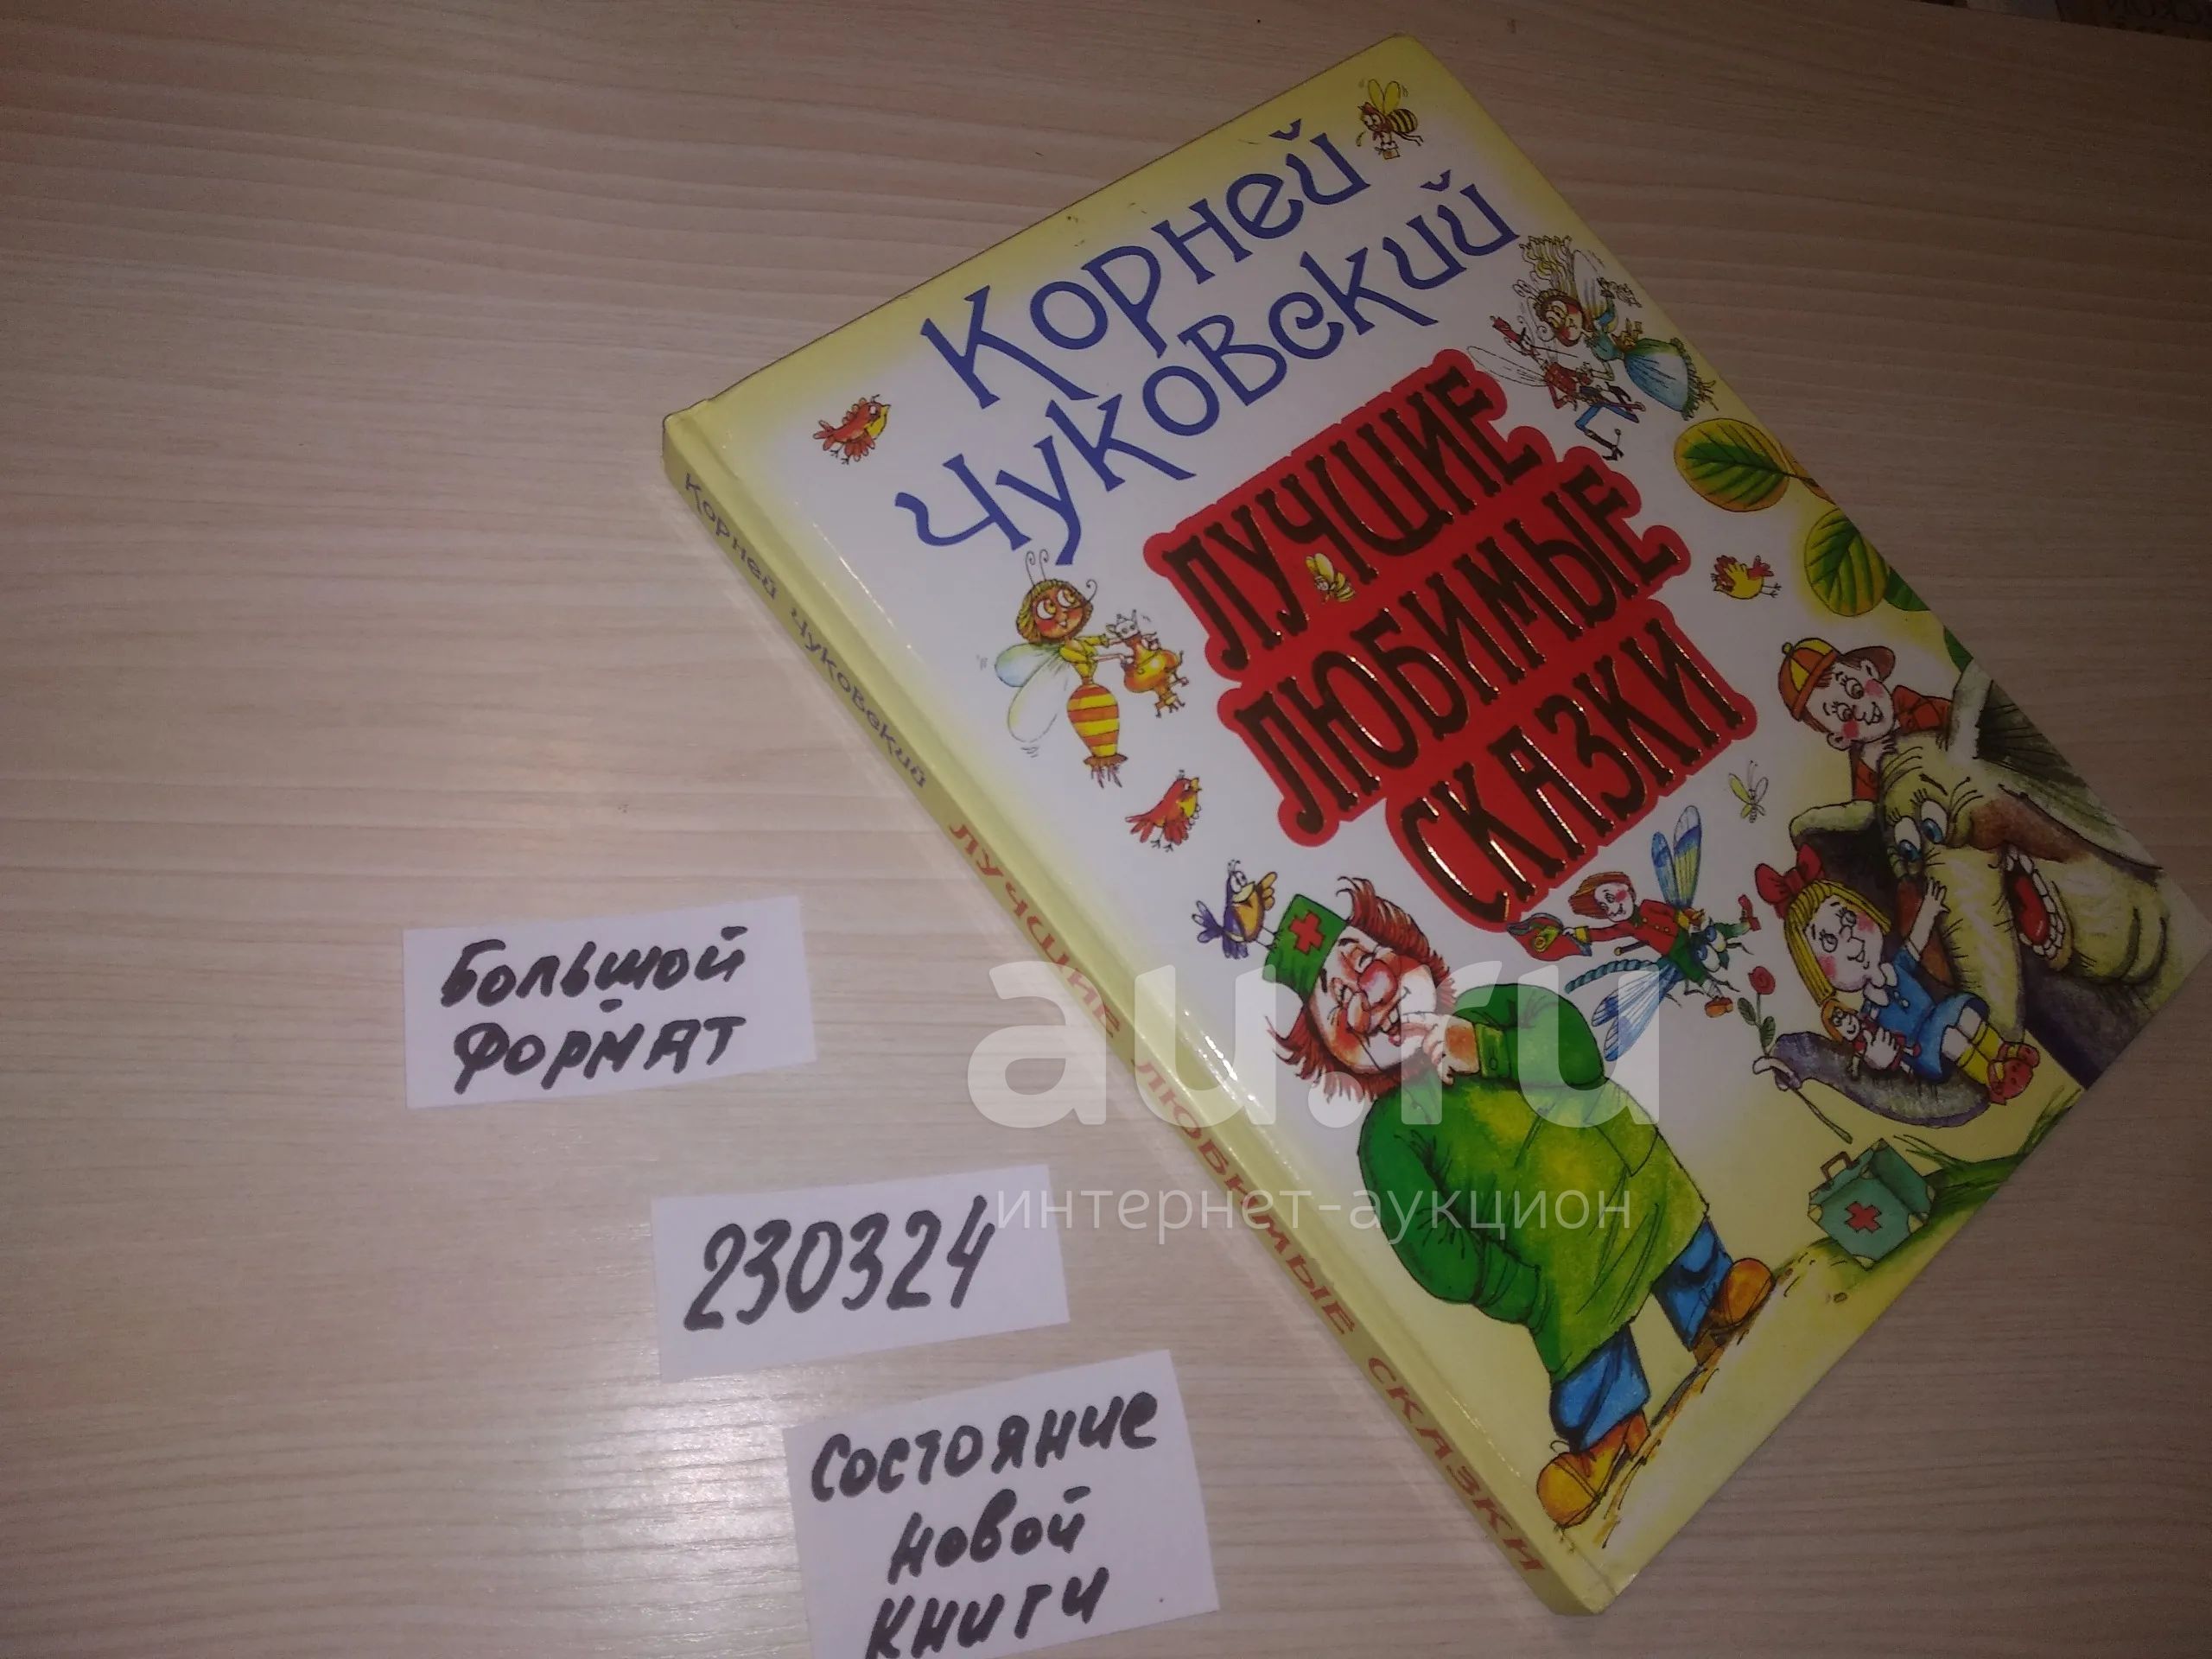 Корней
Чуковский
ЛУЧШИЕ
ЛЮБИМЫЕ
СКАЗКИ
Корней Чуковский ЛУЧШИЕ ЛЮБИМЫЕ СКАЗКИ
Большой
формат
230324
Состояние
новой
книги
au.ru
интернет-аукцион